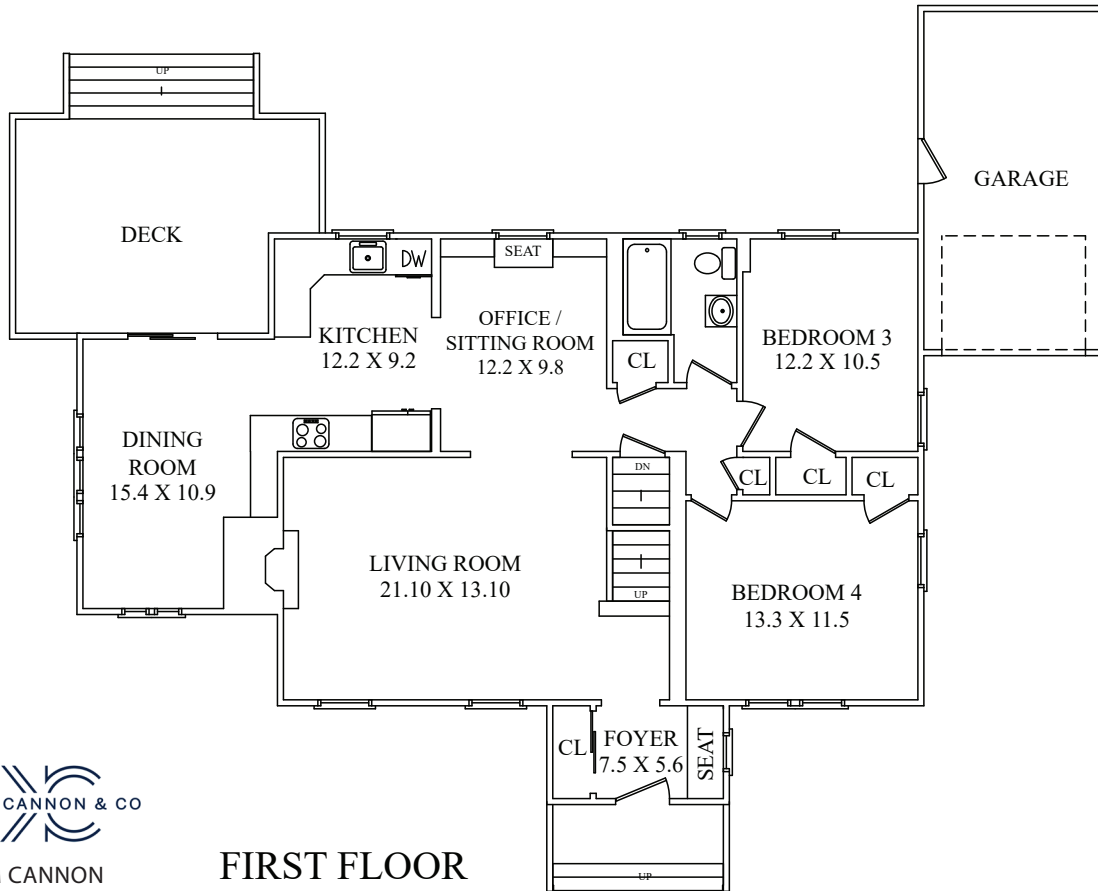 UP
GARAGE
DECK
SEAT
DW
KITCHEN
12.2 X 9.2
OFFICE /
SITTING ROOM
12.2 X 9.8
CL
BEDROOM 3
12.2 X 10.5
DINING
ROOM
15.4 X 10.9
DN
CL
CL
CL
LIVING ROOM
21.10 X 13.10
UP
BEDROOM 4
13.3 X 11.5
CL
FOYER
7.5 X 5.6
SEAT
CANNON & CO
CANNON
FIRST FLOOR
UP